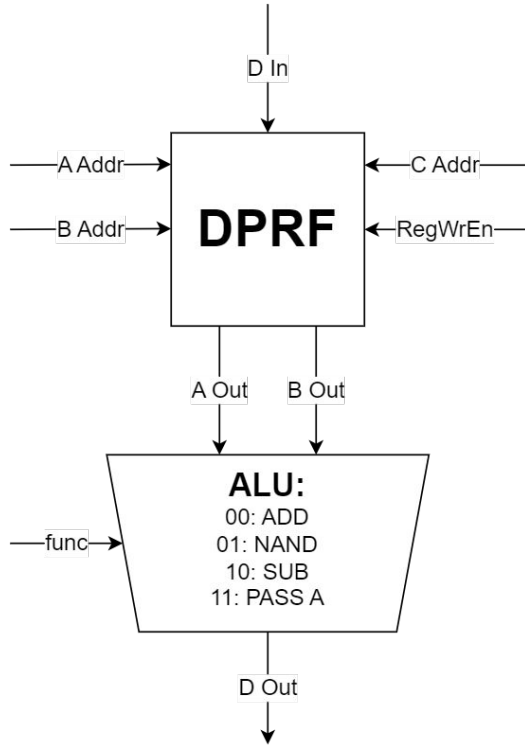 D In
A Addr
C Addr
DPRF
B Addr
RegWrEn
A Out
B Out
ALU:
00: ADD
01: NAND
func
10: SUB
11: PASS A
D Out